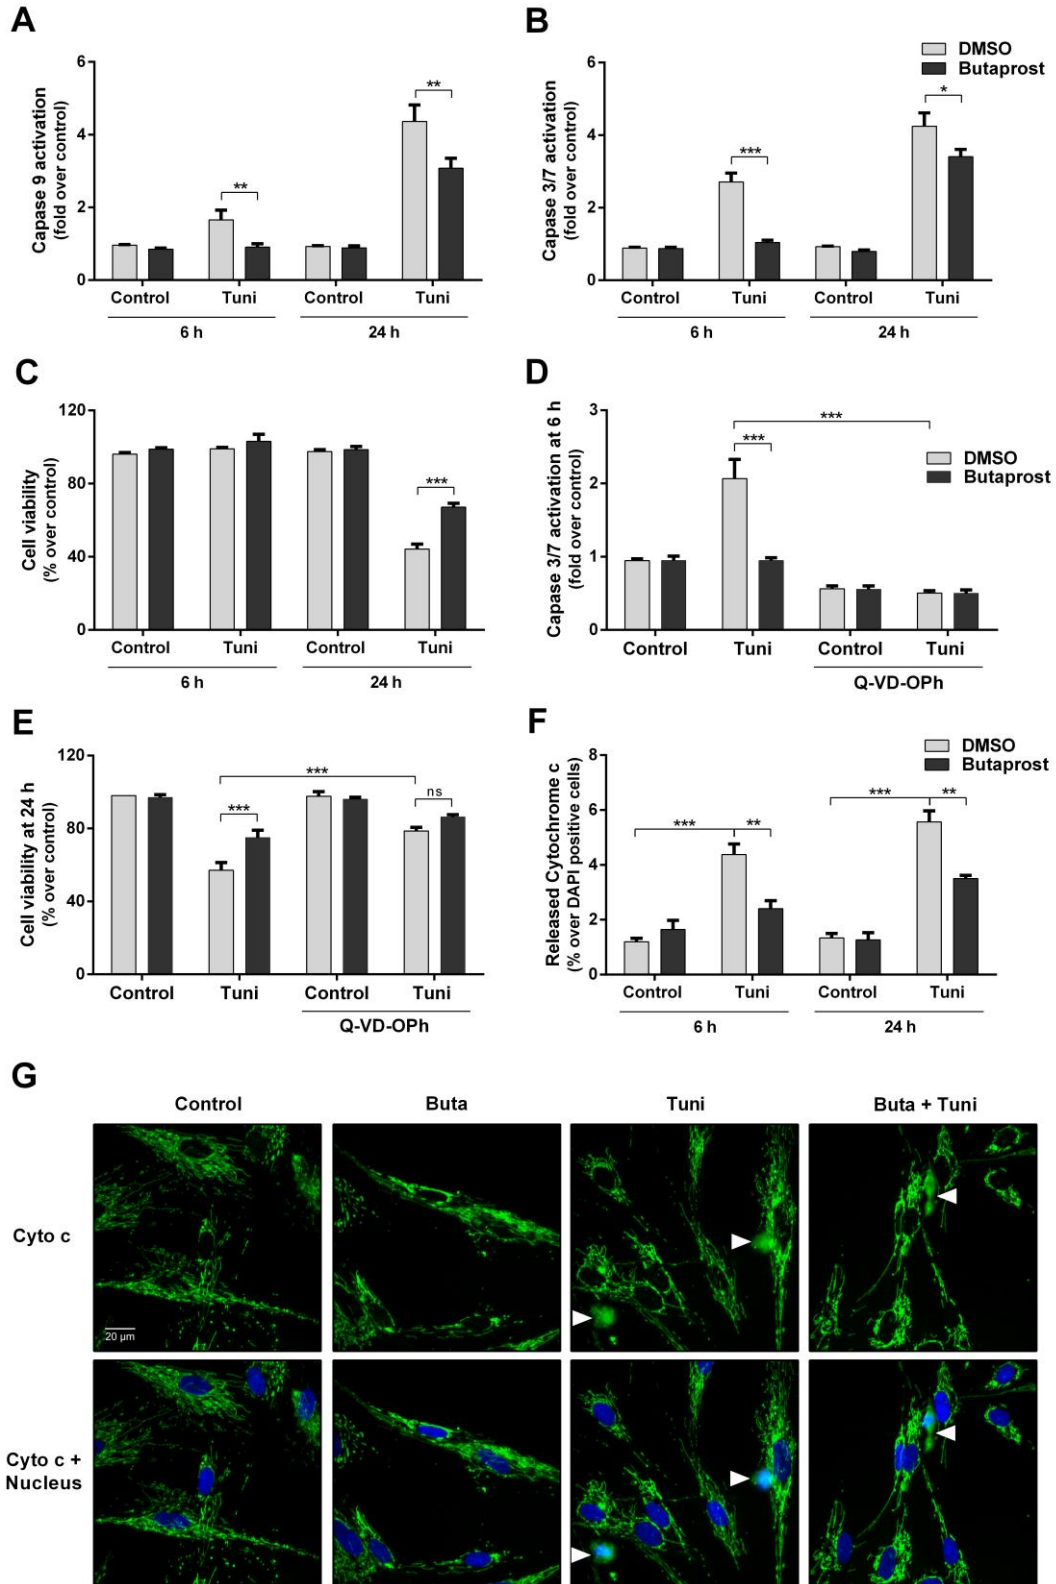 A
Capase 9 activation
(fold over control)
6
4
2
0
**
**
Control
Tuni
Control
Tuni
6 h
24 h
B
DMSO
Butaprost
Capase 3/7 activation
(fold over control)
6
4
2
0
***
*
Control
Tuni
Control
Tuni
6 h
24 h
C
Cell viability
(% over control)
120
80
40
0
***
Control
Tuni
Control
Tuni
6 h
24 h
D
Capase 3/7 activation at 6 h
(fold over control)
3
2
1
0
***
***
DMSO
Butaprost
Control
Tuni
Control
Tuni
Q-VD-OPh
E
Cell viability at 24 h
(% over control)
120
80
40
0
***
***
ns
Control
Tuni
Control
Tuni
Q-VD-OPh
F
DMSO
Butaprost
Released Cytochrome c
(% over DAPI positive cells)
8
6
4
2
0
***
**
***
**
Control
Tuni
Control
Tuni
6 h
24 h
G
Control
Buta
Tuni
Buta + Tuni
Cyto c
20 µm
Cyto c +
Nucleus